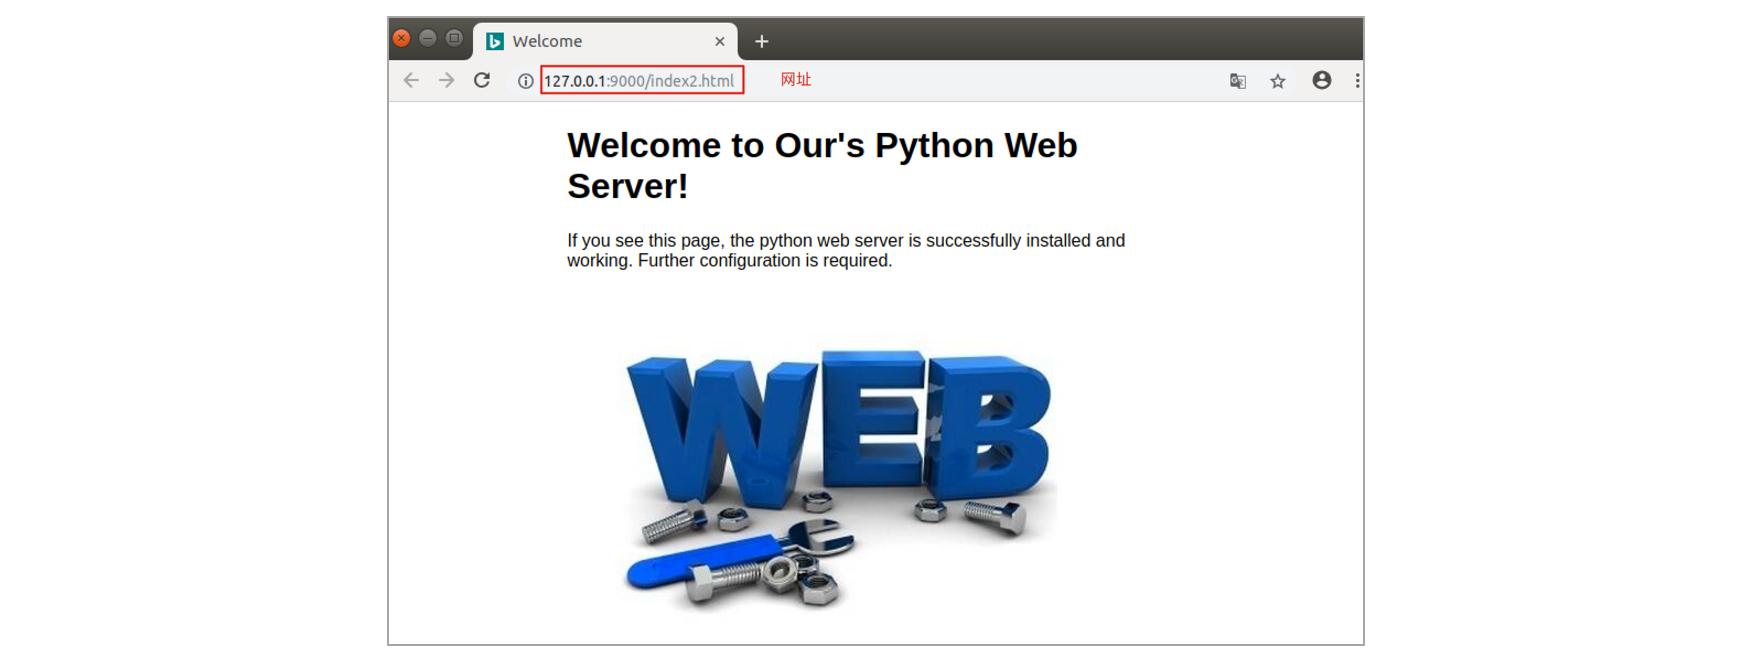 Welcome
127.0.0.1:9000/index2.html 网址
Welcome to Our's Python Web
Server!
If you see this page, the python web server is successfully installed and
working. Further configuration is required.
WEB